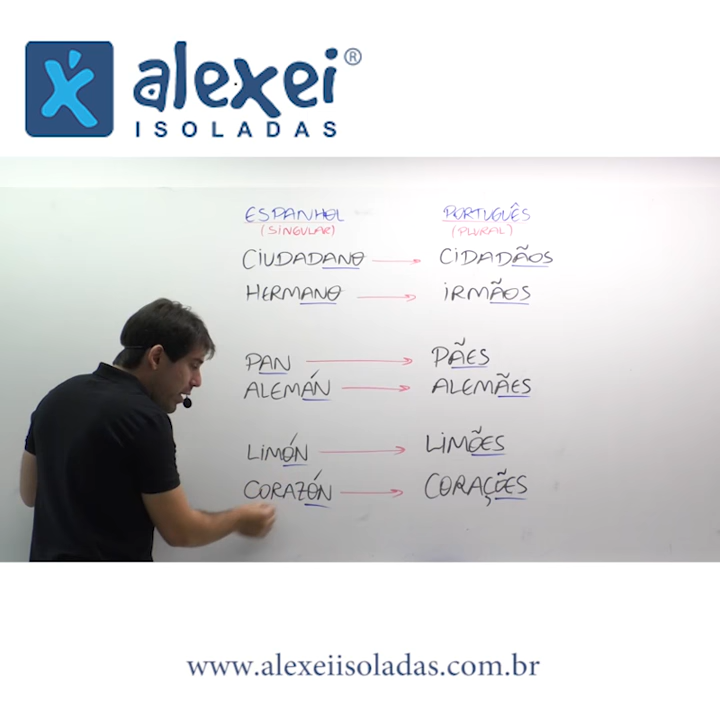 alexei®
ISOLADAS
ESPANHOL PORTUGUÊS
(SINGULAR) (PLURAL)
CIUDADANO → CIDADÃOS
HERMANO → IRMÃOS
PAN → PÃES
ALEMÁN → ALEMÃES
LIMÓN → LIMÕES
CORAZÓN → CORAÇÕES
www.alexeiisoladas.com.br